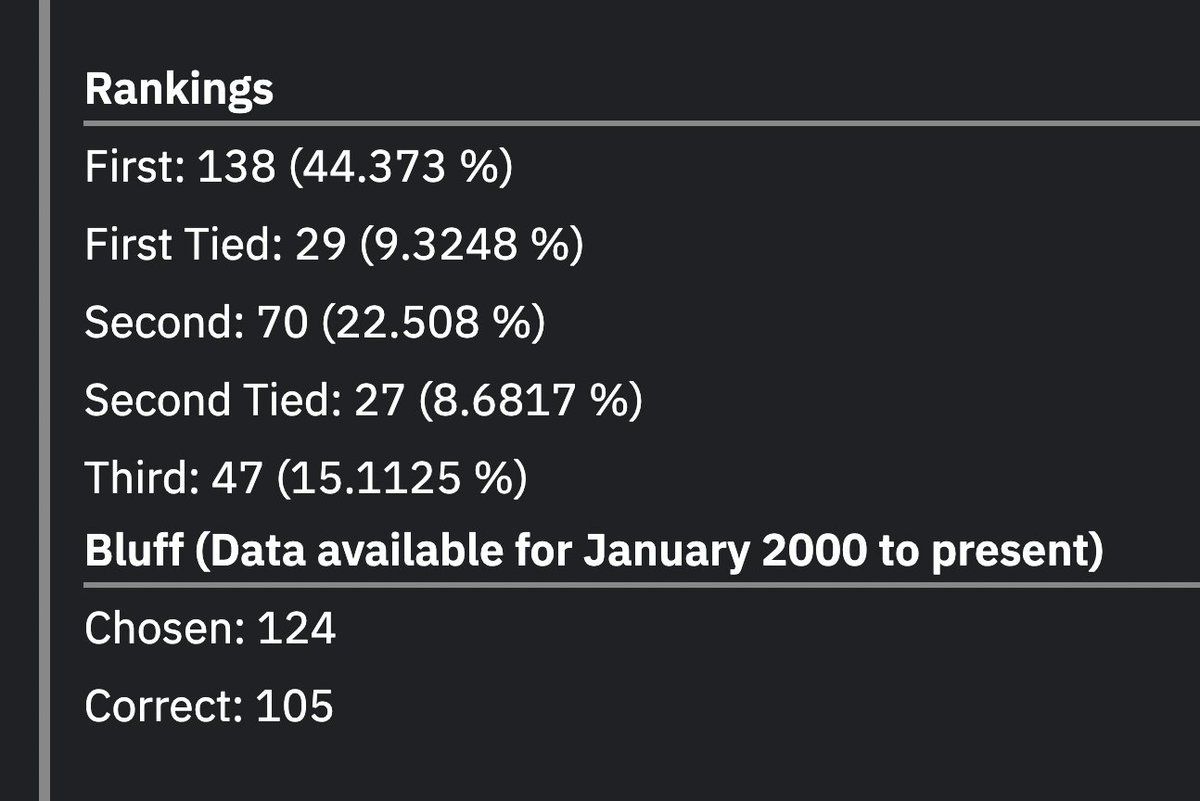 Rankings
First: 138 (44.373 %)
First Tied: 29 (9.3248 %)
Second: 70 (22.508 %)
Second Tied: 27 (8.6817 %)
Third: 47 (15.1125 %)
Bluff (Data available for January 2000 to present)
Chosen: 124
Correct: 105